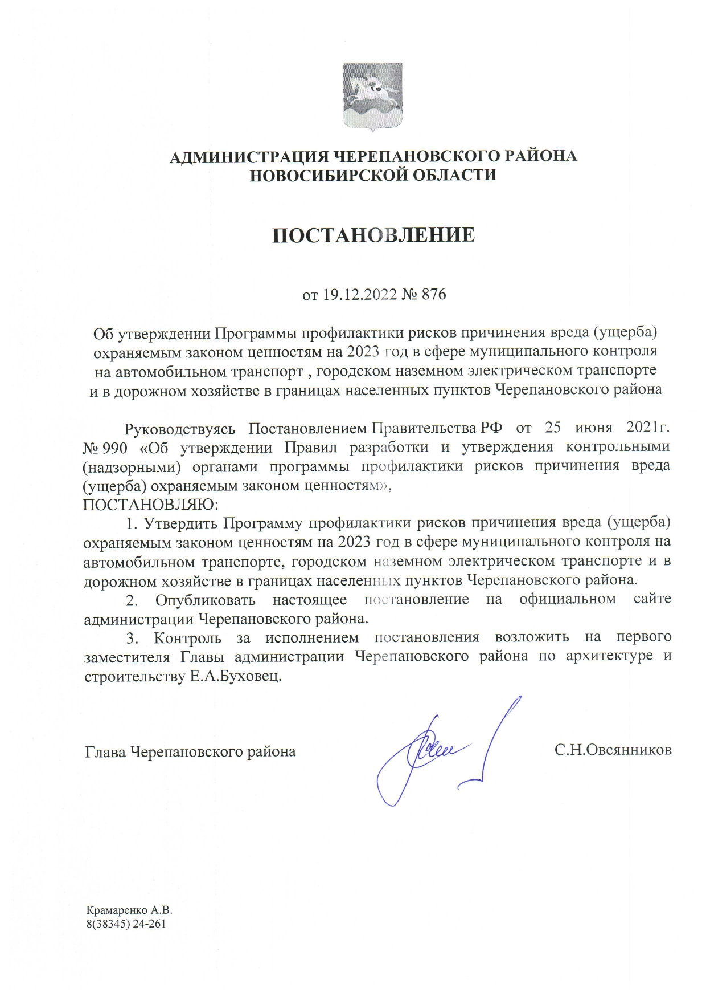 АДМИНИСТРАЦИЯ ЧЕРЕПАНОВСКОГО РАЙОНА
НОВОСИБИРСКОЙ ОБЛАСТИ
ПОСТАНОВЛЕНИЕ
от 19.12.2022 № 876
Об утверждении Программы профилактики рисков причинения вреда (ущерба)
охраняемым законом ценностям на 2023 год в сфере муниципального контроля
на автомобильном транспорт , городском наземном электрическом транспорте
и в дорожном хозяйстве в границах населенных пунктов Черепановского района
Руководствуясь Постановлением Правительства РФ от 25 июня 2021г.
№ 990 «Об утверждении Правил разработки и утверждения контрольными
(надзорными) органами программы профилактики рисков причинения вреда
(ущерба) охраняемым законом ценностям»,
ПОСТАНОВЛЯЮ:
1. Утвердить Программу профилактики рисков причинения вреда (ущерба)
охраняемым законом ценностям на 2023 год в сфере муниципального контроля на
автомобильном транспорте, городском наземном электрическом транспорте и в
дорожном хозяйстве в границах населенных пунктов Черепановского района.
2. Опубликовать настоящее постановление на официальном сайте
администрации Черепановского района.
3. Контроль за исполнением постановления возложить на первого
заместителя Главы администрации Черепановского района по архитектуре и
строительству Е.А.Буховец.
Глава Черепановского района С.Н.Овсянников
Крамаренко А.В.
8(38345) 24-261